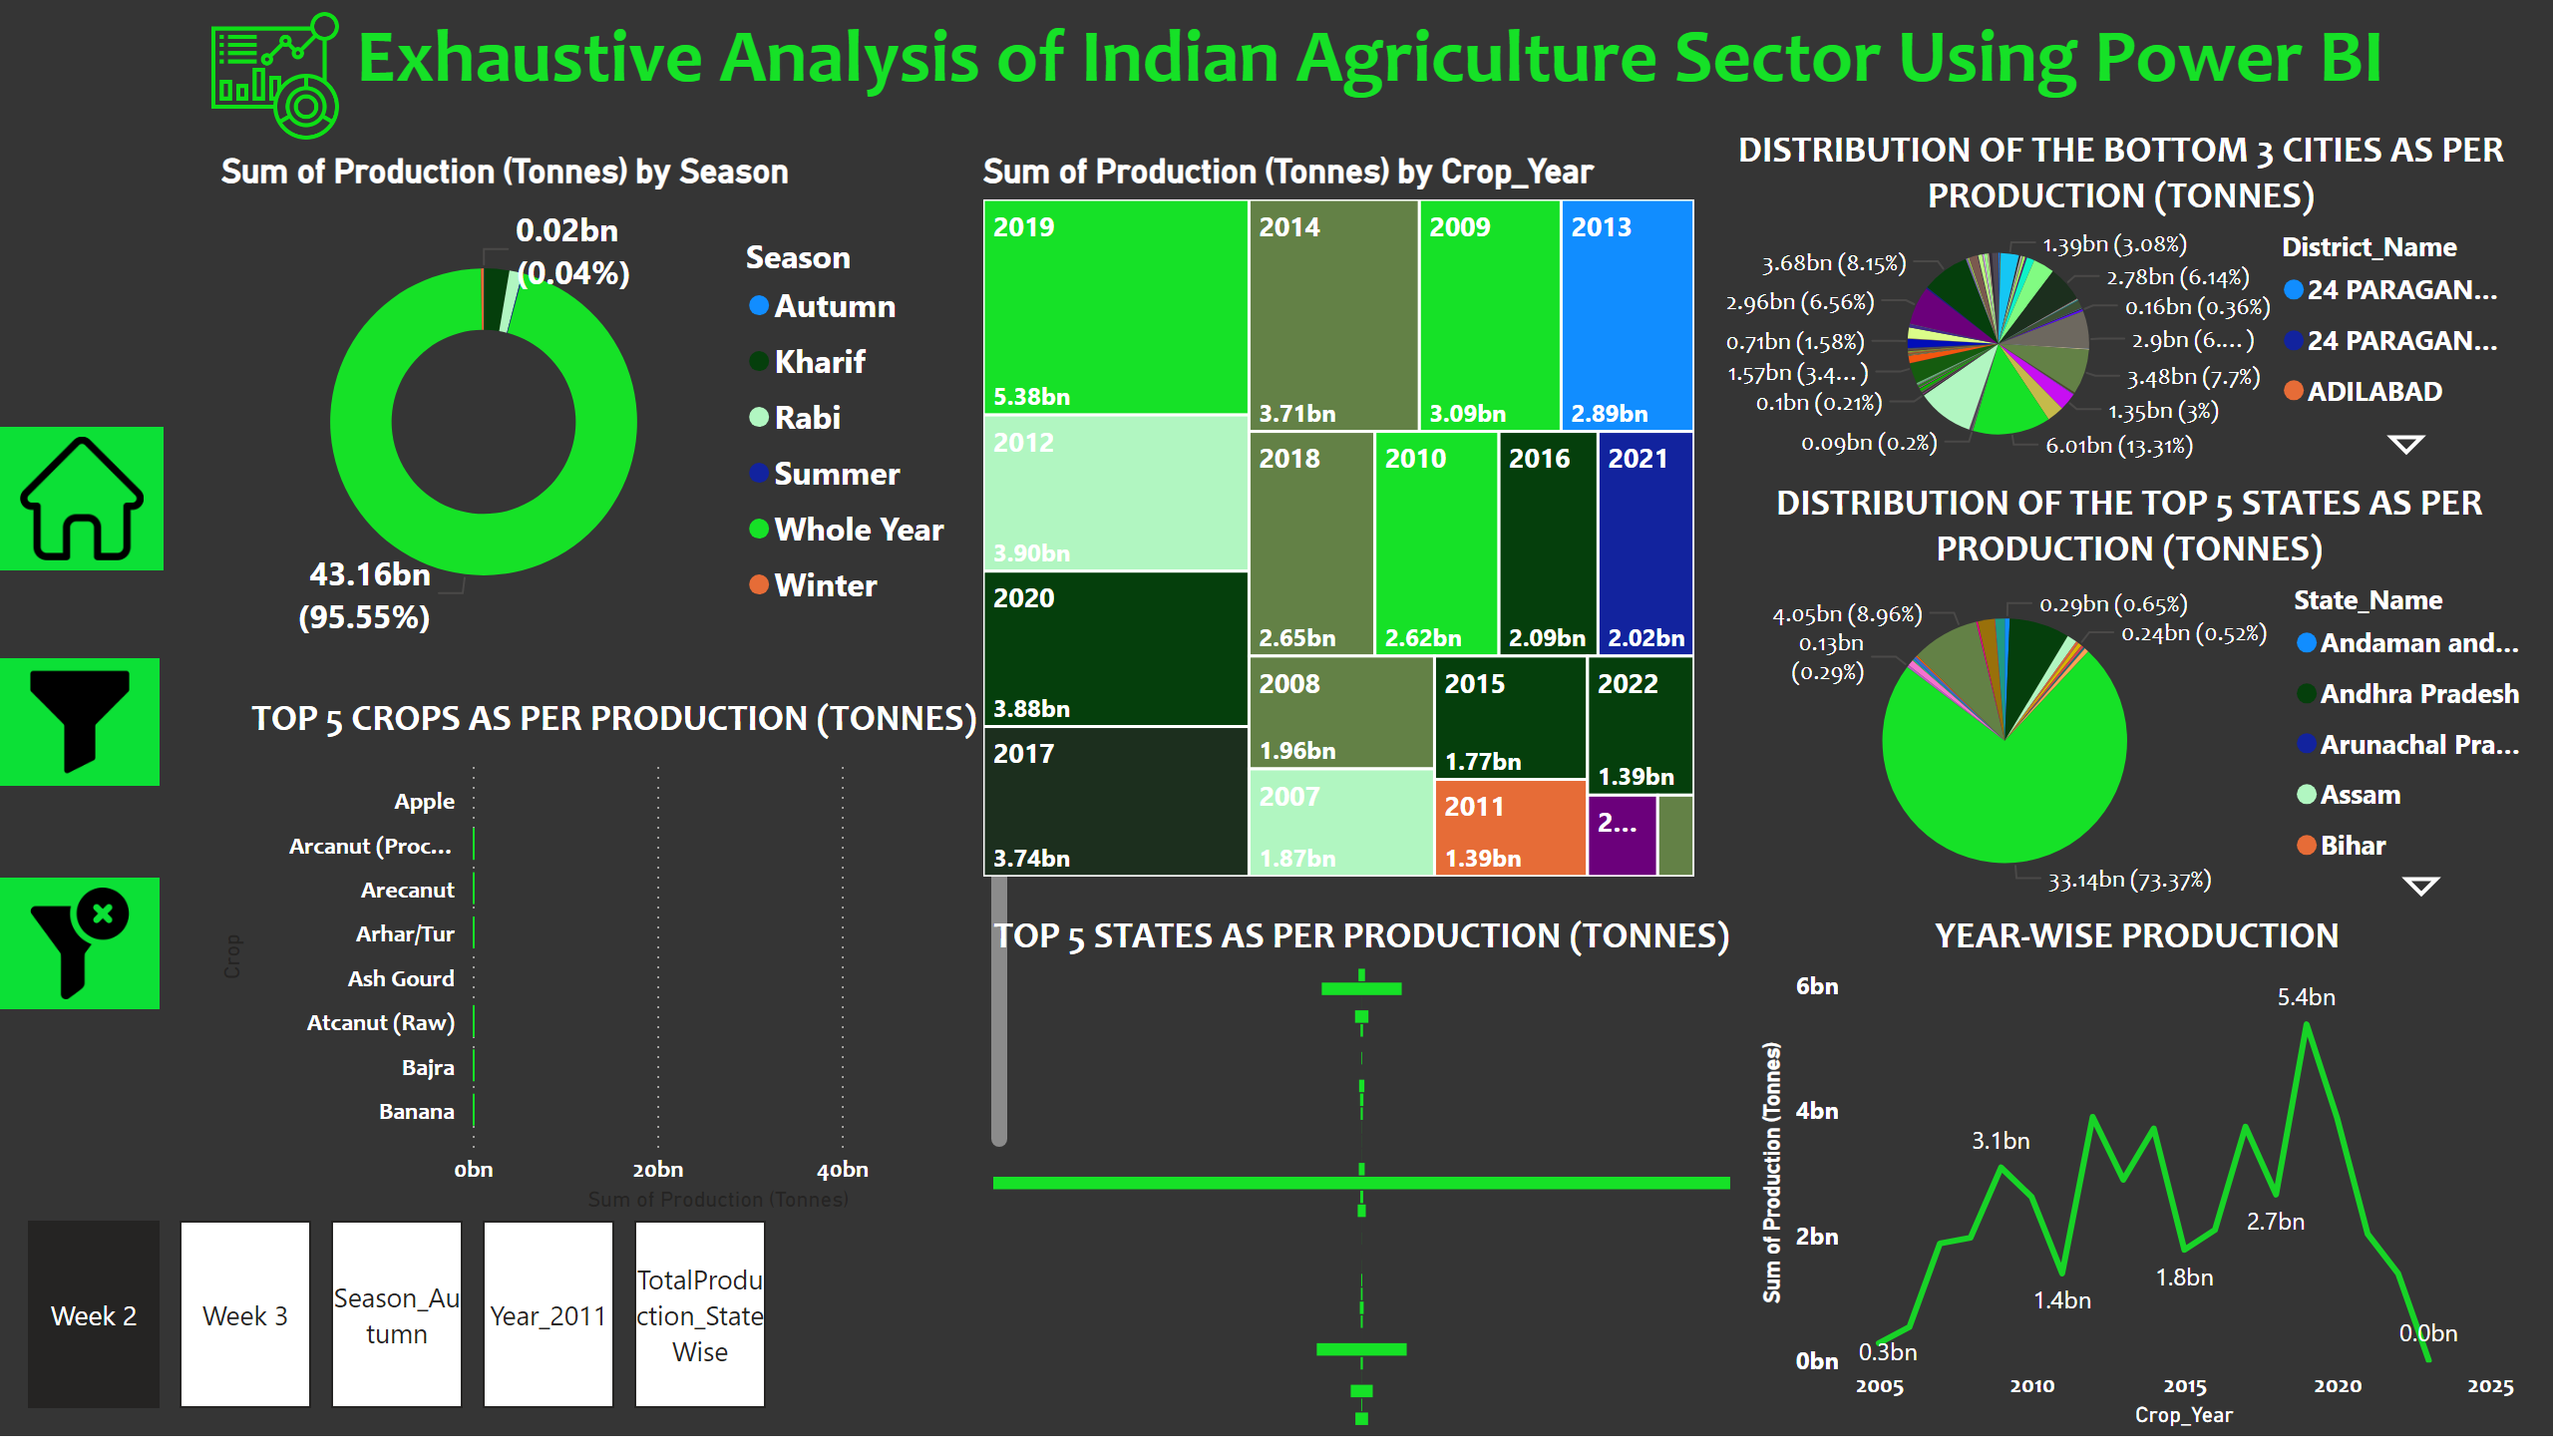 Exhaustive Analysis of Indian Agriculture Sector Using Power BI
Sum of Production (Tonnes) by Season
0.02bn
(0.04%)
43.16bn
(95.55%)
Season
Autumn
Kharif
Rabi
Summer
Whole Year
Winter
Sum of Production (Tonnes) by Crop_Year
2019
5.38bn
2012
3.90bn
2020
3.88bn
2017
3.74bn
2014
3.71bn
2009
3.09bn
2013
2.89bn
2018
2.65bn
2010
2.62bn
2016
2.09bn
2021
2.02bn
2008
1.96bn
2007
1.87bn
2015
1.77bn
2011
1.39bn
2022
1.39bn
2...
DISTRIBUTION OF THE BOTTOM 3 CITIES AS PER
PRODUCTION (TONNES)
1.39bn (3.08%)
2.78bn (6.14%)
0.16bn (0.36%)
2.9bn (6....)
3.48bn (7.7%)
1.35bn (3%)
6.01bn (13.31%)
0.09bn (0.2%)
0.1bn (0.21%)
1.57bn (3.4...)
0.71bn (1.58%)
2.96bn (6.56%)
3.68bn (8.15%)
District_Name
24 PARAGAN...
24 PARAGAN...
ADILABAD
DISTRIBUTION OF THE TOP 5 STATES AS PER
PRODUCTION (TONNES)
0.29bn (0.65%)
0.24bn (0.52%)
33.14bn (73.37%)
0.13bn
(0.29%)
4.05bn (8.96%)
State_Name
Andaman and...
Andhra Pradesh
Arunachal Pra...
Assam
Bihar
TOP 5 CROPS AS PER PRODUCTION (TONNES)
Crop
Apple
Arcanut (Proc...
Arecanut
Arhar/Tur
Ash Gourd
Atcanut (Raw)
Bajra
Banana
0bn
20bn
40bn
Sum of Production (Tonnes)
TOP 5 STATES AS PER PRODUCTION (TONNES)
YEAR-WISE PRODUCTION
Sum of Production (Tonnes)
6bn
4bn
2bn
0bn
0.3bn
3.1bn
1.4bn
1.8bn
2.7bn
5.4bn
0.0bn
2005
2010
2015
2020
2025
Crop_Year
Week 2
Week 3
Season_Au
tumn
Year_2011
TotalProdu
ction_State
Wise